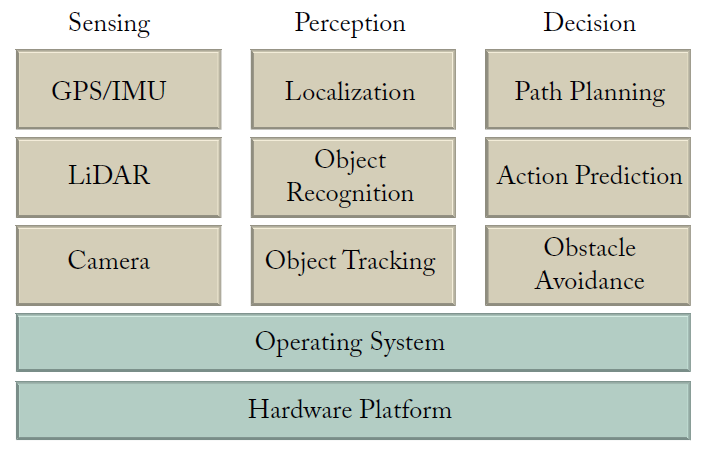 Sensing
Perception
Decision
GPS/IMU
Localization
Path Planning
LiDAR
Object
Recognition
Action Prediction
Camera
Object Tracking
Obstacle
Avoidance
Operating System
Hardware Platform